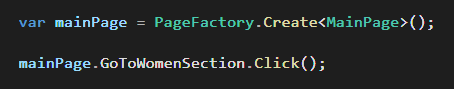 var mainPage = PageFactory.Create<MainPage>();
mainPage.GoToWomenSection.Click();